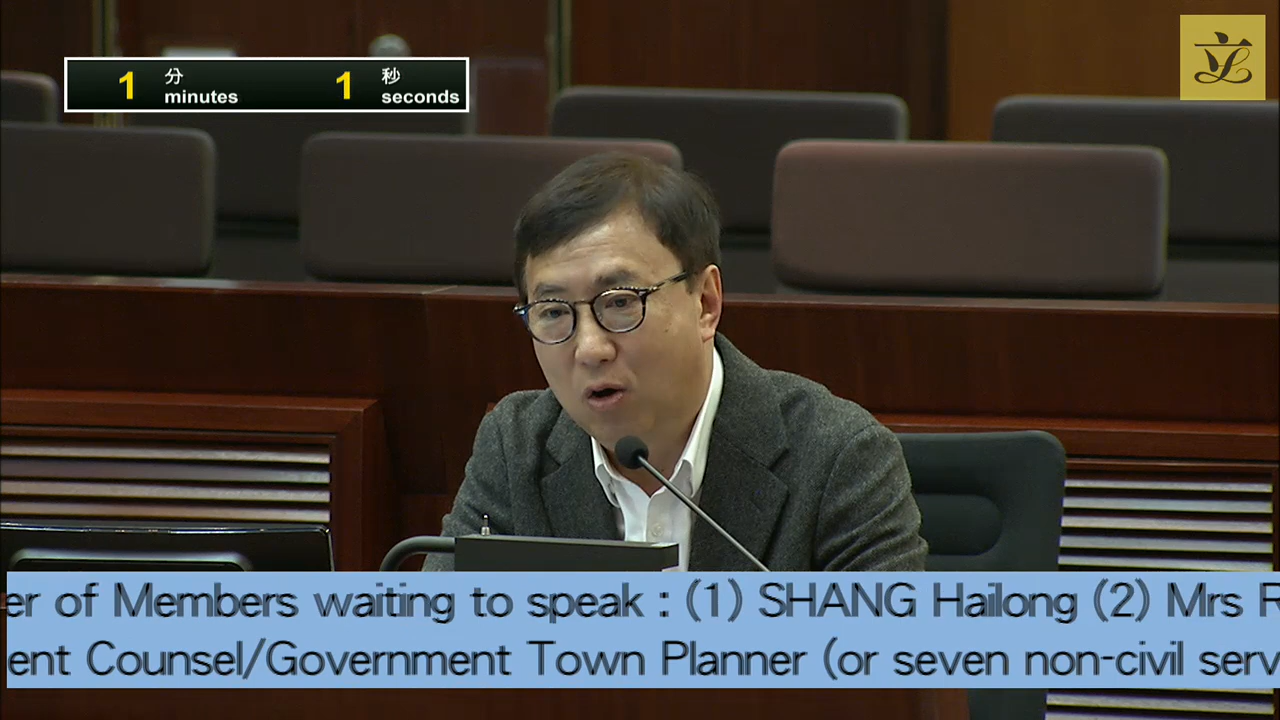 1 分 1 秒
minutes seconds
立
er of Members waiting to speak : (1) SHANG Hailong (2) Mrs R
ent Counsel/Government Town Planner (or seven non-civil serv